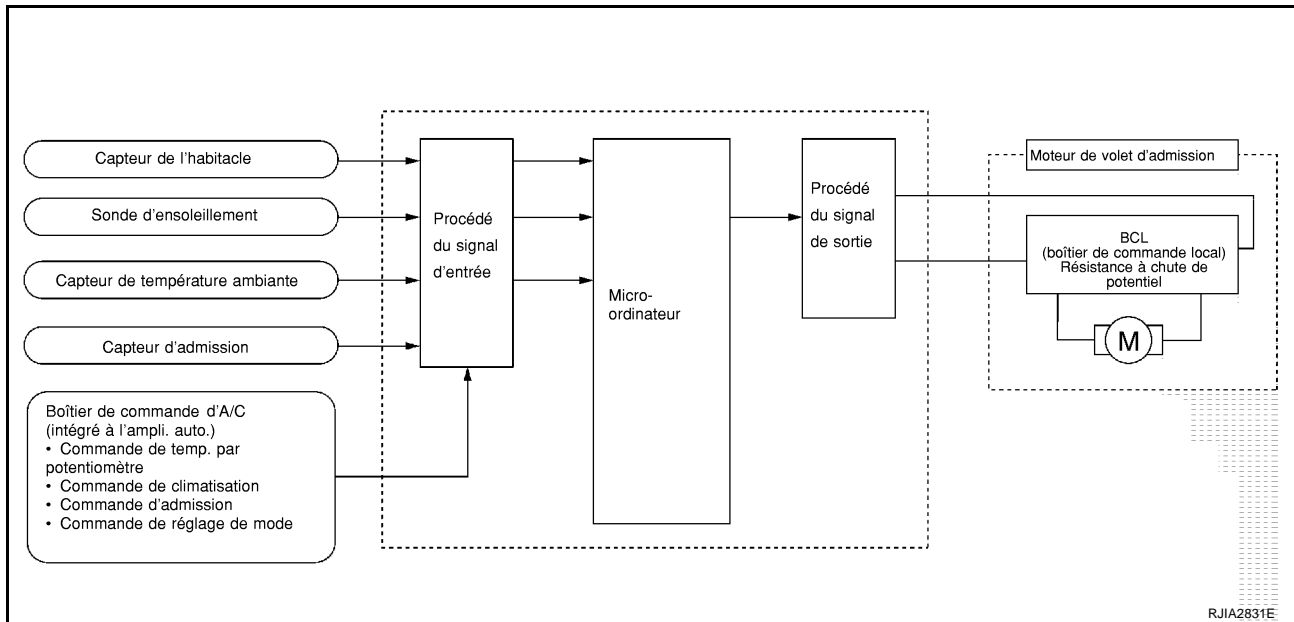 Capteur de l'habitacle
Sonde d'ensoleillement
Capteur de température ambiante
Capteur d'admission
Boîtier de commande d'A/C
(intégré à l'ampli. auto.)
• Commande de temp. par
potentiomètre
• Commande de climatisation
• Commande d'admission
• Commande de réglage de mode
Procédé
du signal
d'entrée
Micro-
ordinateur
Procédé
du signal
de sortie
Moteur de volet d'admission
BCL
(boîtier de commande local)
Résistance à chute de
potentiel
M
RJIA2831E